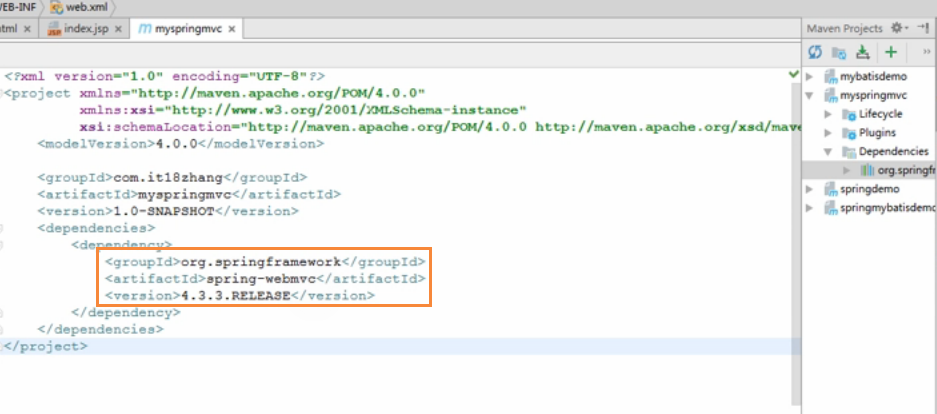 EB-INF web.xml
tml × index.jsp × myspringmvc ×
Maven Projects
<?xml version="1.0" encoding="UTF-8"?>
<project xmlns="http://maven.apache.org/POM/4.0.0"
xmlns:xsi="http://www.w3.org/2001/XMLSchema-instance"
xsi:schemaLocation="http://maven.apache.org/POM/4.0.0 http://maven.apache.org/xsd/mave
<modelVersion>4.0.0</modelVersion>
<groupId>com.it18zhang</groupId>
<artifactId>myspringmvc</artifactId>
<version>1.0-SNAPSHOT</version>
<dependencies>
<dependency>
<groupId>org.springframework</groupId>
<artifactId>spring-webmvc</artifactId>
<version>4.3.3.RELEASE</version>
</dependency>
</dependencies>
</project>
mybatisdemo
myspringmvc
Lifecycle
Plugins
Dependencies
org.springfr
springdemo
springmybatisdemo